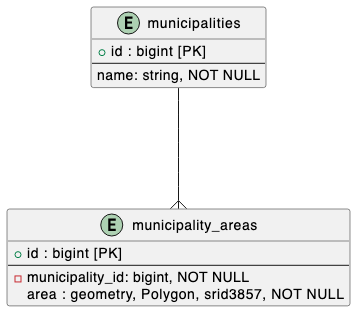 E municipalities
id : bigint [PK]
name: string, NOT NULL
E municipality_areas
id : bigint [PK]
municipality_id: bigint, NOT NULL
area : geometry, Polygon, srid3857, NOT NULL